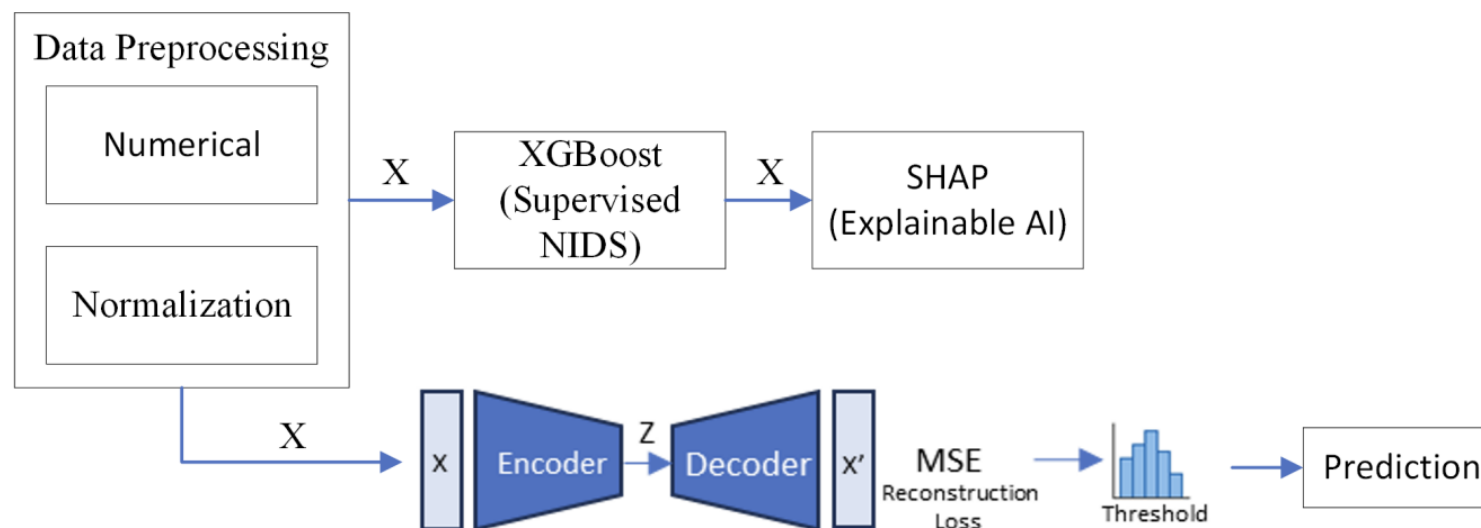 Data Preprocessing
Numerical
Normalization
X
XGBoost
(Supervised
NIDS)
X
SHAP
(Explainable AI)
X
x
Encoder
Z
Decoder
x'
MSE
Reconstruction
Loss
Threshold
Prediction